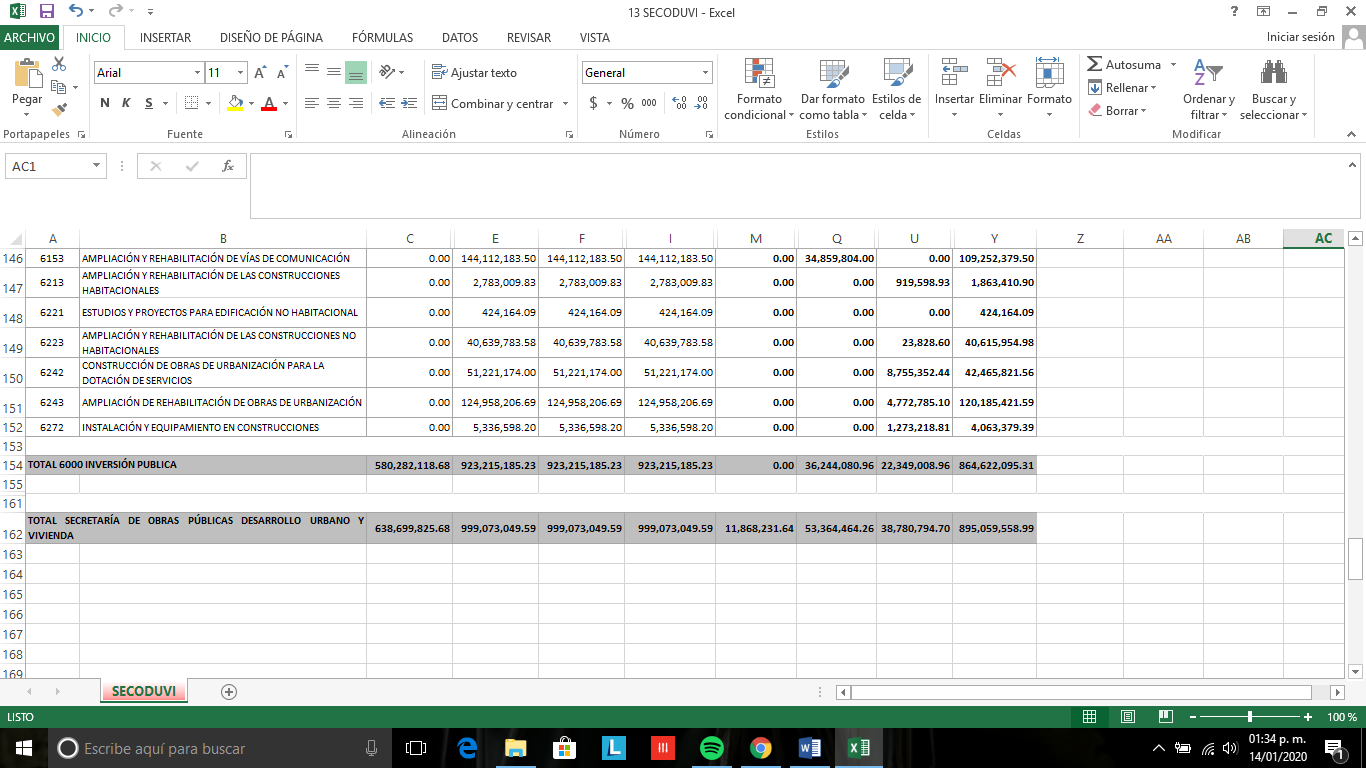 13 SECODUVI - Excel
ARCHIVO INICIO INSERTAR DISEÑO DE PÁGINA FÓRMULAS DATOS REVISAR VISTA Iniciar sesión
Pegar
Arial 11
N K S A
Ajustar texto
Combinar y centrar
General
$ % 000
Formato condicional
Dar formato como tabla
Estilos de celda
Insertar Eliminar Formato
Autosuma
Rellenar
Borrar
Ordenar y filtrar
Buscar y seleccionar
Portapapeles Fuente Alineación Número Estilos Celdas Modificar
AC1 fx
A B C E F I M Q U Y Z AA AB AC
146 6153 AMPLIACIÓN Y REHABILITACIÓN DE VÍAS DE COMUNICACIÓN 0.00 144,112,183.50 144,112,183.50 144,112,183.50 0.00 34,859,804.00 0.00 109,252,379.50
147 6213 AMPLIACIÓN Y REHABILITACIÓN DE LAS CONSTRUCCIONES
HABITACIONALES 0.00 2,783,009.83 2,783,009.83 2,783,009.83 0.00 0.00 919,598.93 1,863,410.90
148 6221 ESTUDIOS Y PROYECTOS PARA EDIFICACIÓN NO HABITACIONAL 0.00 424,164.09 424,164.09 424,164.09 0.00 0.00 0.00 424,164.09
149 6223 AMPLIACIÓN Y REHABILITACIÓN DE LAS CONSTRUCCIONES NO
HABITACIONALES 0.00 40,639,783.58 40,639,783.58 40,639,783.58 0.00 0.00 23,828.60 40,615,954.98
150 6242 CONSTRUCCIÓN DE OBRAS DE URBANIZACIÓN PARA LA
DOTACIÓN DE SERVICIOS 0.00 51,221,174.00 51,221,174.00 51,221,174.00 0.00 0.00 8,755,352.44 42,465,821.56
151 6243 AMPLIACIÓN DE REHABILITACIÓN DE OBRAS DE URBANIZACIÓN 0.00 124,958,206.69 124,958,206.69 124,958,206.69 0.00 0.00 4,772,785.10 120,185,421.59
152 6272 INSTALACIÓN Y EQUIPAMIENTO EN CONSTRUCCIONES 0.00 5,336,598.20 5,336,598.20 5,336,598.20 0.00 0.00 1,273,218.81 4,063,379.39
153
154 TOTAL 6000 INVERSIÓN PUBLICA 580,282,118.68 923,215,185.23 923,215,185.23 923,215,185.23 0.00 36,244,080.96 22,349,008.96 864,622,095.31
155
161
162 TOTAL SECRETARÍA DE OBRAS PÚBLICAS DESARROLLO URBANO Y
VIVIENDA 638,699,825.68 999,073,049.59 999,073,049.59 999,073,049.59 11,868,231.64 53,364,464.26 38,780,794.70 895,059,558.99
163
164
165
166
167
168
169
SECODUVI
LISTO 100 %
Escribe aquí para buscar
01:34 p. m.
14/01/2020
1